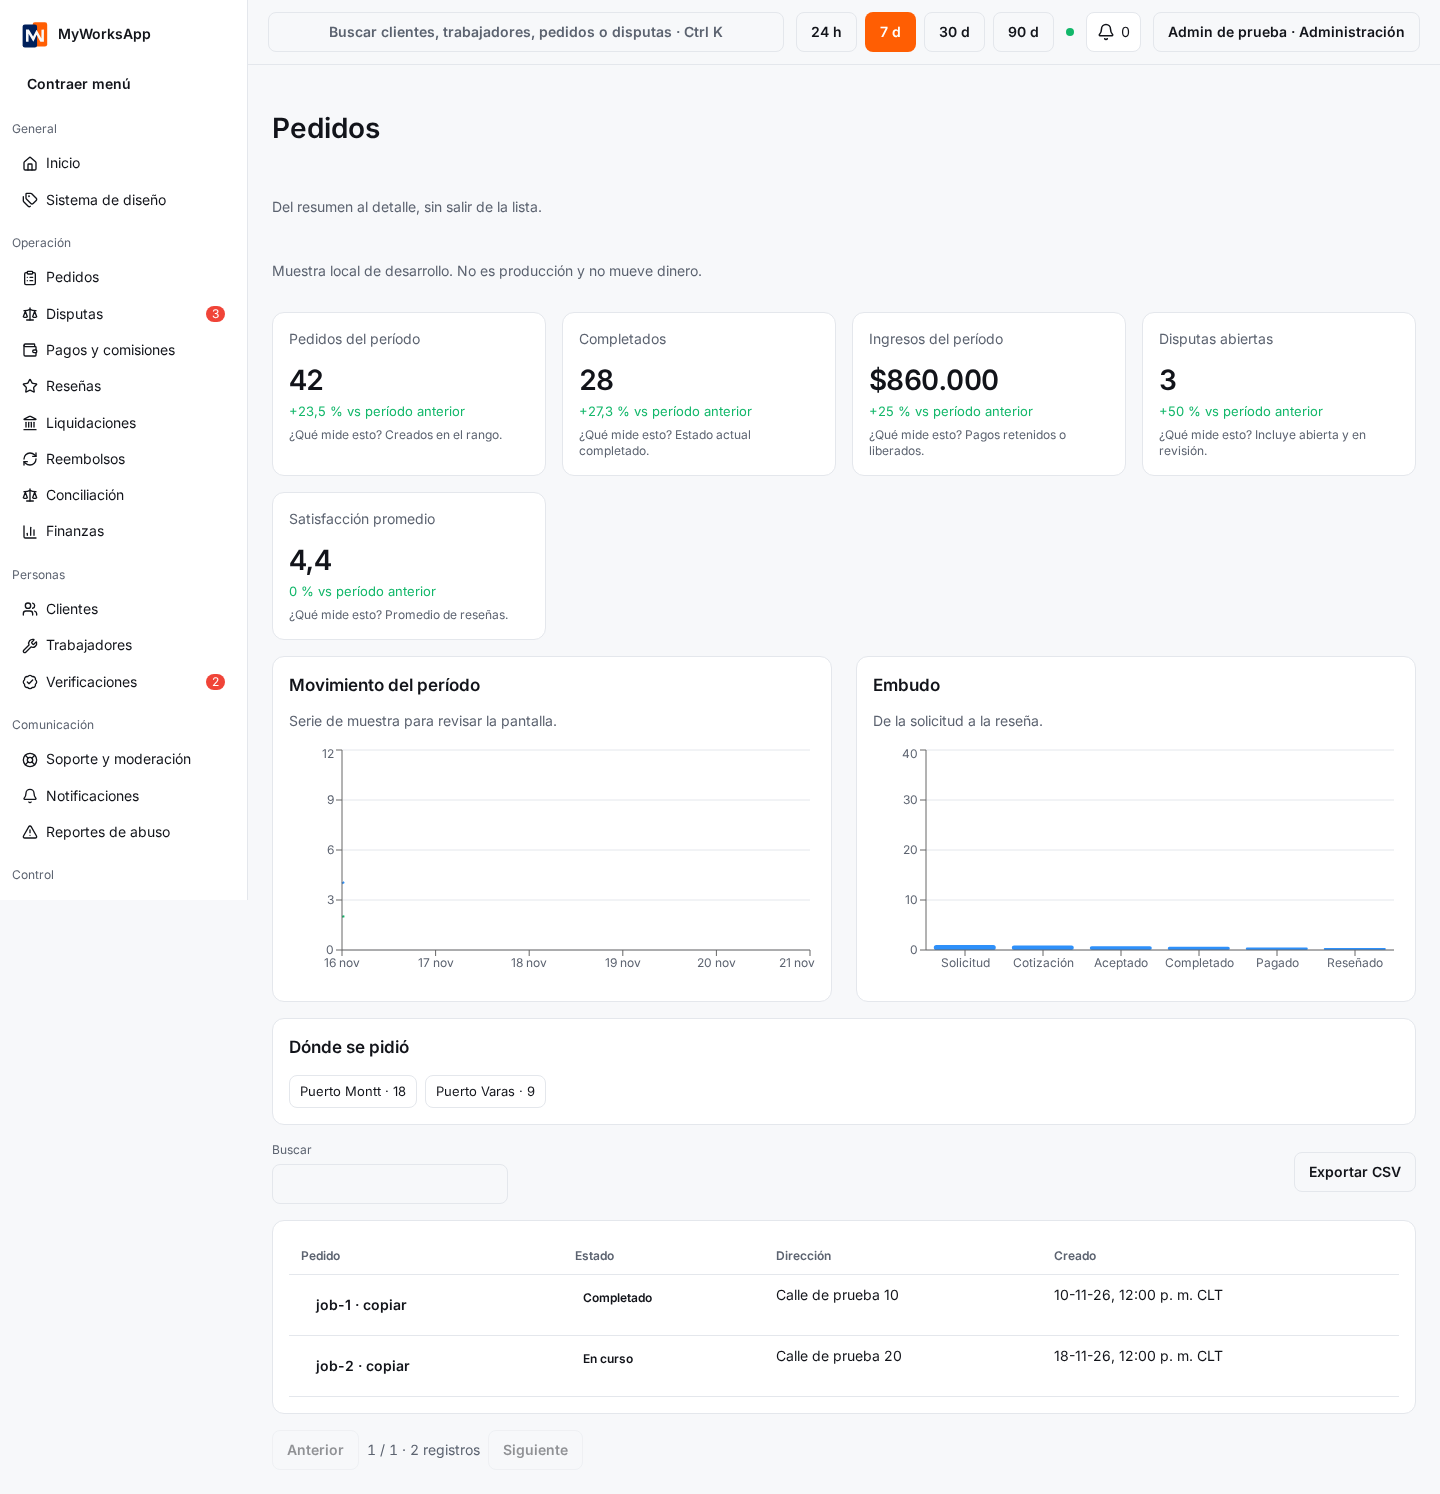 MyWorksApp
Contraer menú
General
Inicio
Sistema de diseño
Operación
Pedidos
Disputas 3
Pagos y comisiones
Reseñas
Liquidaciones
Reembolsos
Conciliación
Finanzas
Personas
Clientes
Trabajadores
Verificaciones 2
Comunicación
Soporte y moderación
Notificaciones
Reportes de abuso
Control
Buscar clientes, trabajadores, pedidos o disputas · Ctrl K
24 h
7 d
30 d
90 d
0
Admin de prueba · Administración
Pedidos
Del resumen al detalle, sin salir de la lista.
Muestra local de desarrollo. No es producción y no mueve dinero.
Pedidos del período
42
+23,5 % vs período anterior
¿Qué mide esto? Creados en el rango.
Completados
28
+27,3 % vs período anterior
¿Qué mide esto? Estado actual
completado.
Ingresos del período
$860.000
+25 % vs período anterior
¿Qué mide esto? Pagos retenidos o
liberados.
Disputas abiertas
3
+50 % vs período anterior
¿Qué mide esto? Incluye abierta y en
revisión.
Satisfacción promedio
4,4
0 % vs período anterior
¿Qué mide esto? Promedio de reseñas.
Movimiento del período
Serie de muestra para revisar la pantalla.
12
9
6
3
0
16 nov 17 nov 18 nov 19 nov 20 nov 21 nov
Embudo
De la solicitud a la reseña.
40
30
20
10
0
Solicitud Cotización Aceptado Completado Pagado Reseñado
Dónde se pidió
Puerto Montt · 18
Puerto Varas · 9
Buscar
Exportar CSV
Pedido Estado Dirección Creado
job-1 · copiar Completado Calle de prueba 10 10-11-26, 12:00 p. m. CLT
job-2 · copiar En curso Calle de prueba 20 18-11-26, 12:00 p. m. CLT
Anterior 1 / 1 · 2 registros Siguiente